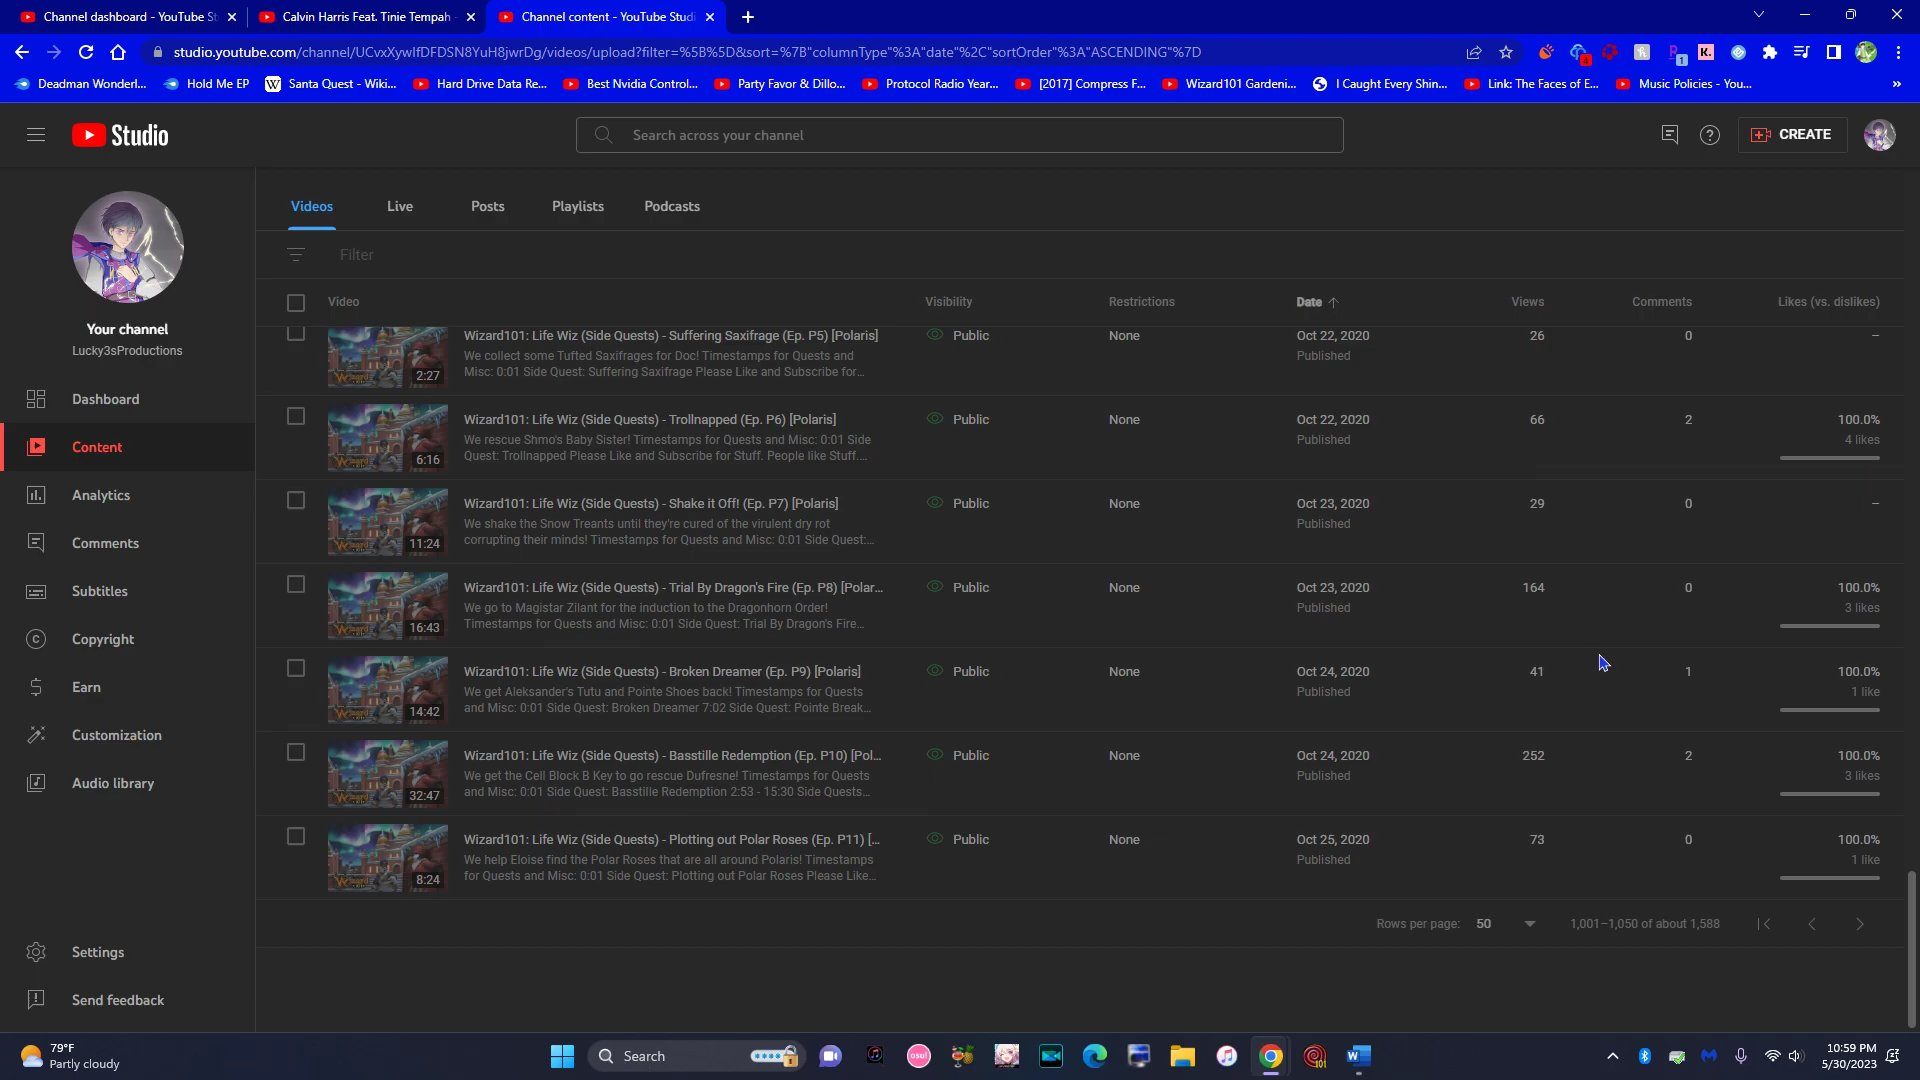 Channel dashboard - YouTube St
Calvin Harris Feat. Tinie Tempah -
Channel content - YouTube Studi
studio.youtube.com/channel/UCvxXywlfDFDSN8YuH8jwrDg/videos/upload?filter=%5B%5D&sort=%7B"columnType"%3A"date"%2C"sortOrder"%3A"ASCENDING"%7D
Deadman Wonderl...
Hold Me EP
Santa Quest - Wiki...
Hard Drive Data Re...
Best Nvidia Control...
Party Favor & Dillo...
Protocol Radio Year...
[2017] Compress F...
Wizard101 Gardeni...
I Caught Every Shin...
Link: The Faces of E...
Music Policies - You...
Studio
Search across your channel
CREATE
Your channel
Lucky3sProductions
Dashboard
Content
Analytics
Comments
Subtitles
Copyright
Earn
Customization
Audio library
Settings
Send feedback
Videos Live Posts Playlists Podcasts
Filter
Video Visibility Restrictions Date Views Comments Likes (vs. dislikes)
Wizard101: Life Wiz (Side Quests) - Suffering Saxifrage (Ep. P5) [Polaris] Public None Oct 22, 2020 26 0 –
We collect some Tufted Saxifrages for Doc! Timestamps for Quests and Published
Misc: 0:01 Side Quest: Suffering Saxifrage Please Like and Subscribe for...
2:27
Wizard101: Life Wiz (Side Quests) - Trollnapped (Ep. P6) [Polaris] Public None Oct 22, 2020 66 2 100.0%
We rescue Shmo's Baby Sister! Timestamps for Quests and Misc: 0:01 Side Published 4 likes
Quest: Trollnapped Please Like and Subscribe for Stuff. People like Stuff....
6:16
Wizard101: Life Wiz (Side Quests) - Shake it Off! (Ep. P7) [Polaris] Public None Oct 23, 2020 29 0 –
We shake the Snow Treants until they're cured of the virulent dry rot Published
corrupting their minds! Timestamps for Quests and Misc: 0:01 Side Quest:...
11:24
Wizard101: Life Wiz (Side Quests) - Trial By Dragon's Fire (Ep. P8) [Polar... Public None Oct 23, 2020 164 0 100.0%
We go to Magistar Zilant for the induction to the Dragonhorn Order! Published 3 likes
Timestamps for Quests and Misc: 0:01 Side Quest: Trial By Dragon's Fire...
16:43
Wizard101: Life Wiz (Side Quests) - Broken Dreamer (Ep. P9) [Polaris] Public None Oct 24, 2020 41 1 100.0%
We get Aleksander's Tutu and Pointe Shoes back! Timestamps for Quests Published 1 like
and Misc: 0:01 Side Quest: Broken Dreamer 7:02 Side Quest: Pointe Break...
14:42
Wizard101: Life Wiz (Side Quests) - Basstille Redemption (Ep. P10) [Pol... Public None Oct 24, 2020 252 2 100.0%
We get the Cell Block B Key to go rescue Dufresne! Timestamps for Quests Published 3 likes
and Misc: 0:01 Side Quest: Basstille Redemption 2:53 - 15:30 Side Quests...
32:47
Wizard101: Life Wiz (Side Quests) - Plotting out Polar Roses (Ep. P11) [... Public None Oct 25, 2020 73 0 100.0%
We help Eloise find the Polar Roses that are all around Polaris! Timestamps Published 1 like
for Quests and Misc: 0:01 Side Quest: Plotting out Polar Roses Please Like...
8:24
Rows per page: 50 1,001–1,050 of about 1,588
79°F
Partly cloudy
Search
osu!
101
10:59 PM
5/30/2023